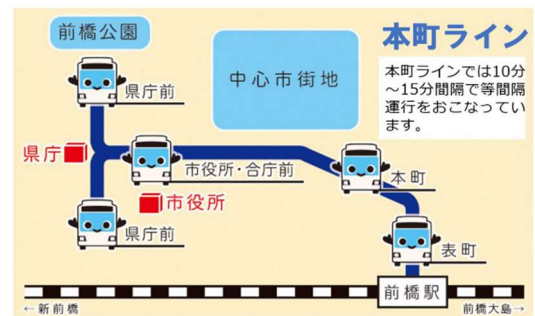 前橋公園
本町ライン
本町ラインでは10分
～15分間隔で等間隔
運行をおこなってい
ます。
中心市街地
県庁前
県庁
市役所・合庁前
本町
市役所
県庁前
表町
前橋駅
←新前橋
前橋大島→